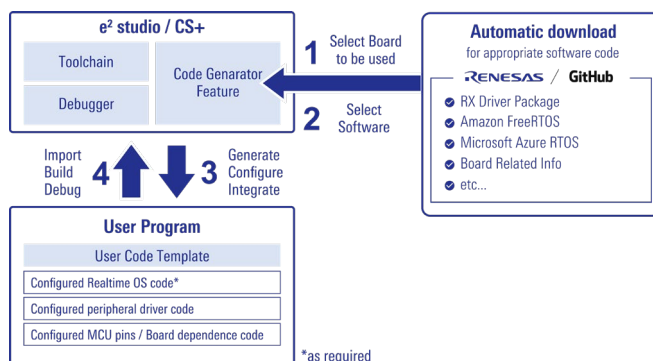 e² studio / CS+
Toolchain
Debugger
Code Genarator
Feature
1
Select Board
to be used
2
Select
Software
Automatic download
for appropriate software code
RENESAS / GitHub
RX Driver Package
Amazon FreeRTOS
Microsoft Azure RTOS
Board Related Info
etc...
Import
Build
Debug
4
3
Generate
Configure
Integrate
User Program
User Code Template
Configured Realtime OS code*
Configured peripheral driver code
Configured MCU pins / Board dependence code
*as required